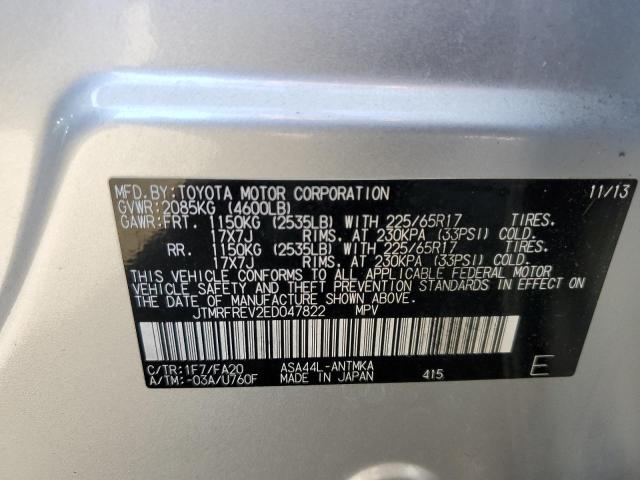 MFD.BY:TOYOTA MOTOR CORPORATION 11/13
GVWR:2085KG (4600LB)
GAWR:FRT. 1150KG (2535LB) WITH 225/65R17 TIRES.
17X7J RIMS, AT 230KPA (33PSI) COLD.
RR. 1150KG (2535LB) WITH 225/65R17 TIRES.
17X7J RIMS, AT 230KPA (33PSI) COLD.
THIS VEHICLE CONFORMS TO ALL APPLICABLE FEDERAL MOTOR
VEHICLE SAFETY AND THEFT PREVENTION STANDARDS IN EFFECT ON
THE DATE OF MANUFACTURE SHOWN ABOVE.
JTMRFREV2ED047822 MPV
C/TR:1F7/FA20 ASA44L-ANTMKA
A/TM:-03A/U760F MADE IN JAPAN 415 E